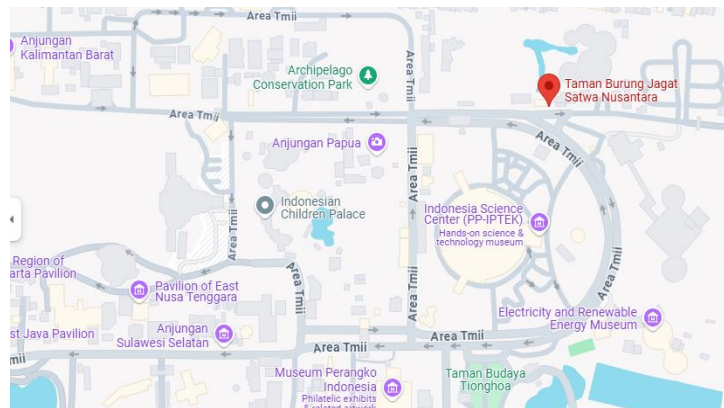 Area Tmii
Anjungan
Kalimantan Barat
Archipelago
Conservation Park
Area Tmii
Taman Burung Jagat
Satwa Nusantara
Area Tmii
Area Tmii
Anjungan Papua
Area Tmii
Indonesian
Children Palace
Indonesia Science
Center (PP-IPTEK)
Hands-on science &
technology museum
Area Tmii
Area Tmii
Area Tmii
Region of
arta Pavilion
Pavilion of East
Nusa Tenggara
Area Tmii
Electricity and Renewable
Energy Museum
st Java Pavilion
Anjungan
Sulawesi Selatan
Area Tmii
Area Tmii
mii
Museum Perangko
Indonesia
Philatelic exhibits
& related artwork
Taman Budaya
Tionghoa